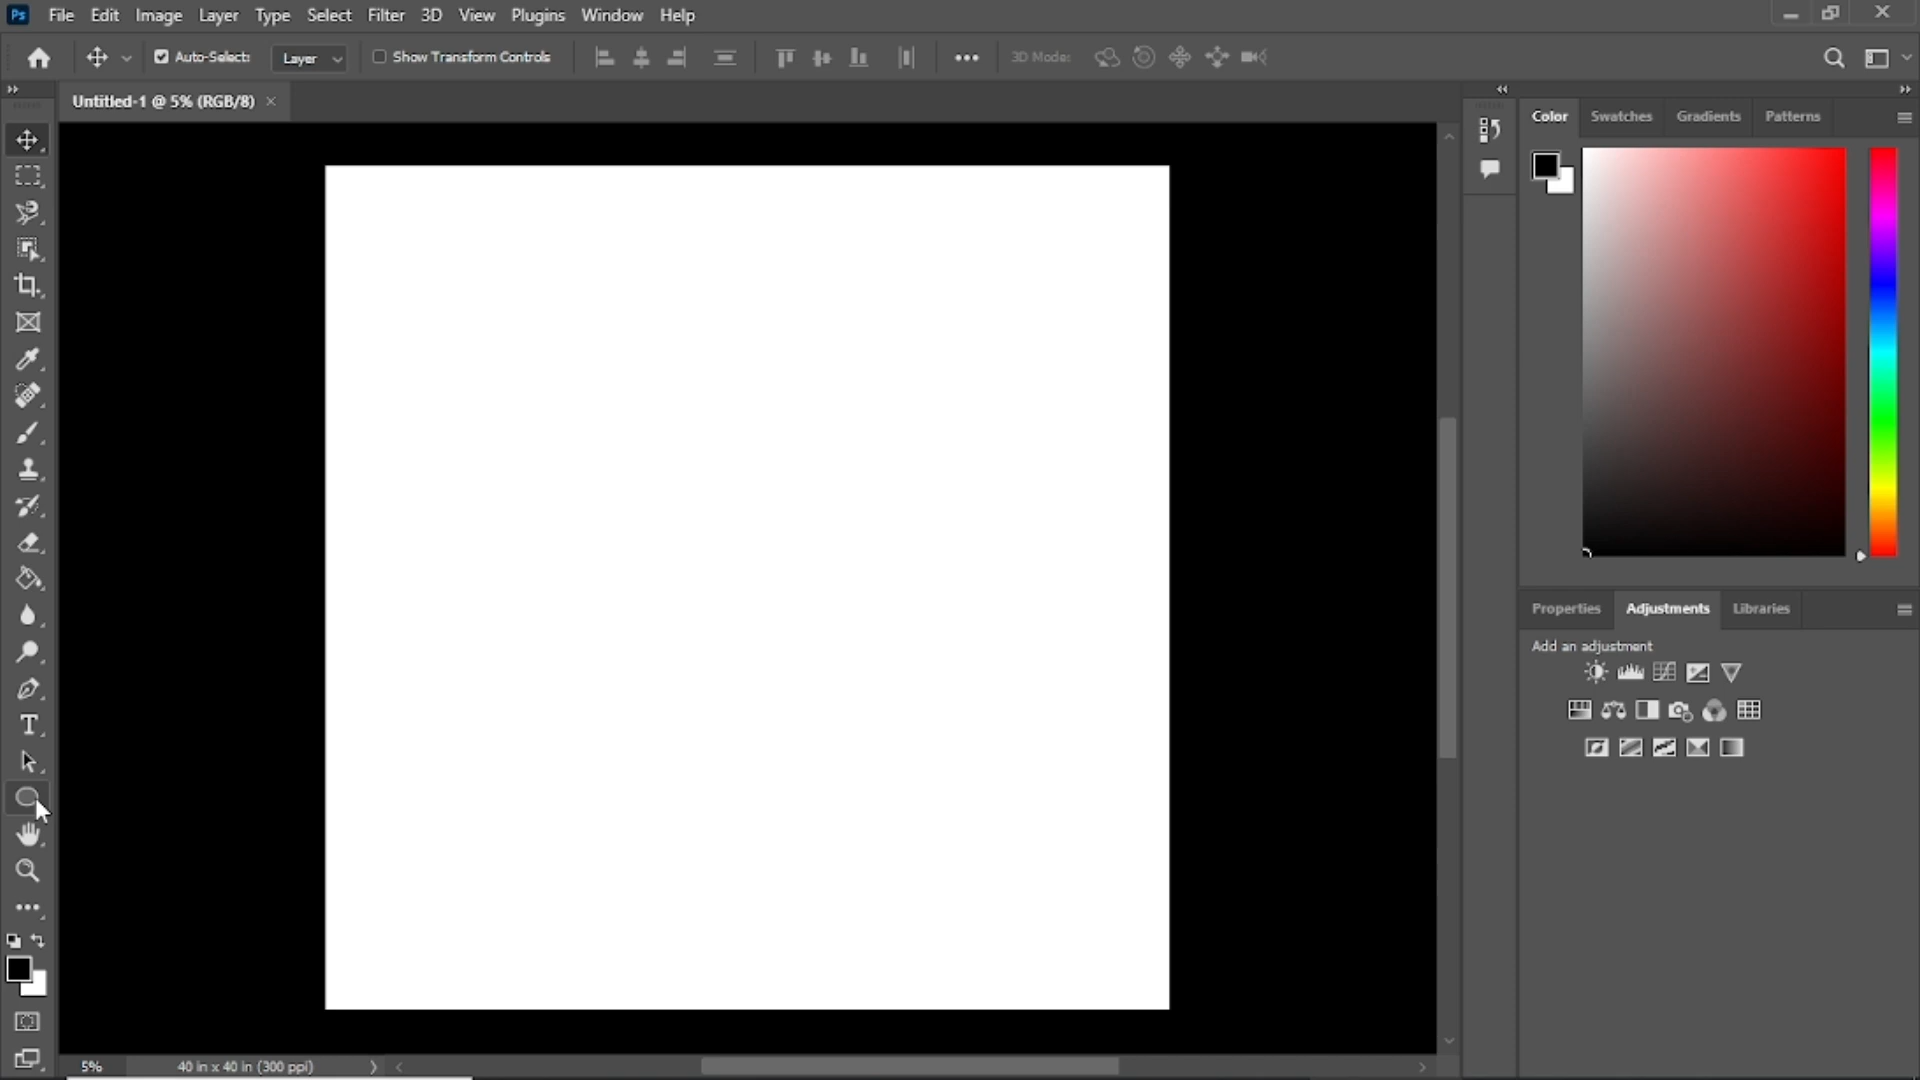 Ps File Edit Image Layer Type Select Filter 3D View Plugins Window Help
Auto-Select: Layer Show Transform Controls 3D Mode:
Untitled-1 @ 5% (RGB/8)
Color Swatches Gradients Patterns
Properties Adjustments Libraries
Add an adjustment
T
5% 40 in x 40 in (300 ppi)